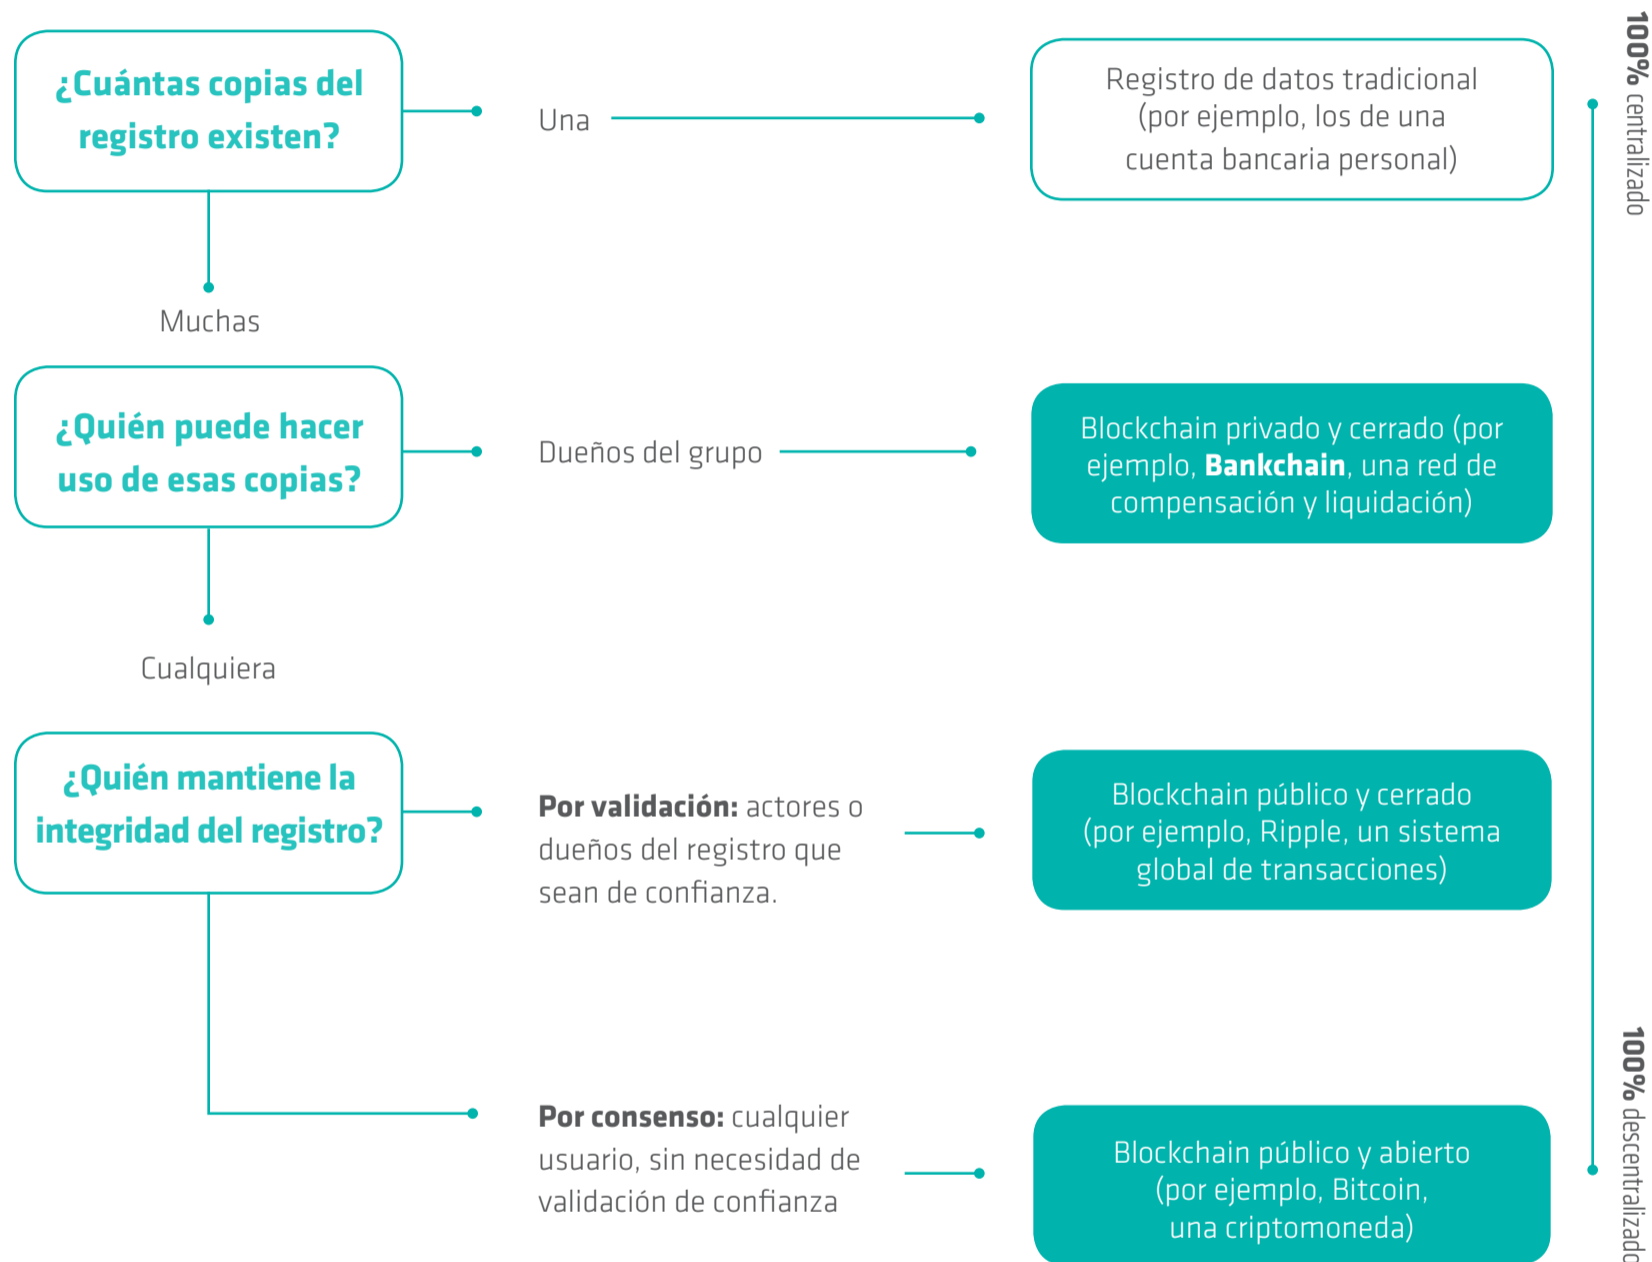 ¿Cuántas copias del
registro existen?
Una
Registro de datos tradicional
(por ejemplo, los de una
cuenta bancaria personal)
100% centralizado
Muchas
¿Quién puede hacer
uso de esas copias?
Dueños del grupo
Blockchain privado y cerrado (por
ejemplo, Bankchain, una red de
compensación y liquidación)
Cualquiera
¿Quién mantiene la
integridad del registro?
Por validación: actores o
dueños del registro que
sean de confianza.
Blockchain público y cerrado
(por ejemplo, Ripple, un sistema
global de transacciones)
Por consenso: cualquier
usuario, sin necesidad de
validación de confianza
Blockchain público y abierto
(por ejemplo, Bitcoin,
una criptomoneda)
100% descentralizado